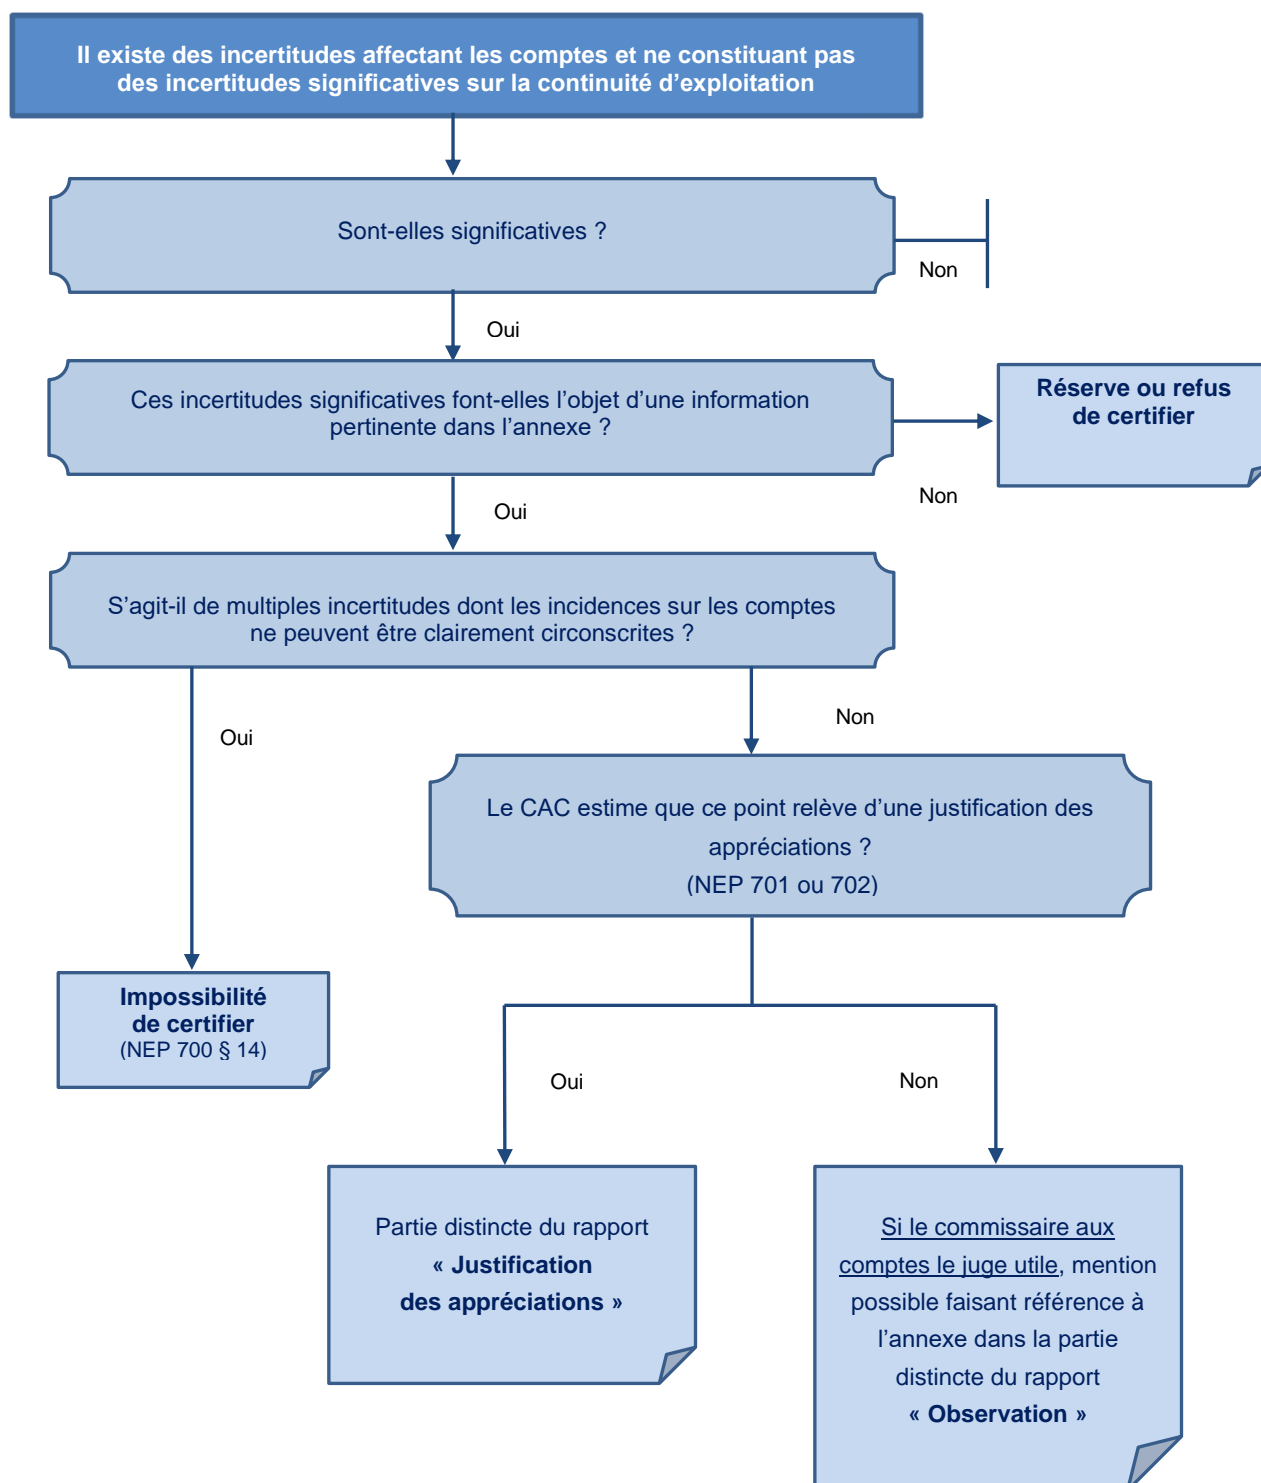 Il existe des incertitudes affectant les comptes et ne constituant pas
des incertitudes significatives sur la continuité d’exploitation
Sont-elles significatives ?
Non
Oui
Ces incertitudes significatives font-elles l’objet d’une information
pertinente dans l’annexe ?
Réserve ou refus
de certifier
Non
Oui
S’agit-il de multiples incertitudes dont les incidences sur les comptes
ne peuvent être clairement circonscrites ?
Oui
Non
Le CAC estime que ce point relève d’une justification des
appréciations ?
(NEP 701 ou 702)
Impossibilité
de certifier
(NEP 700 § 14)
Oui
Non
Partie distincte du rapport
« Justification
des appréciations »
Si le commissaire aux
comptes le juge utile, mention
possible faisant référence à
l’annexe dans la partie
distincte du rapport
« Observation »